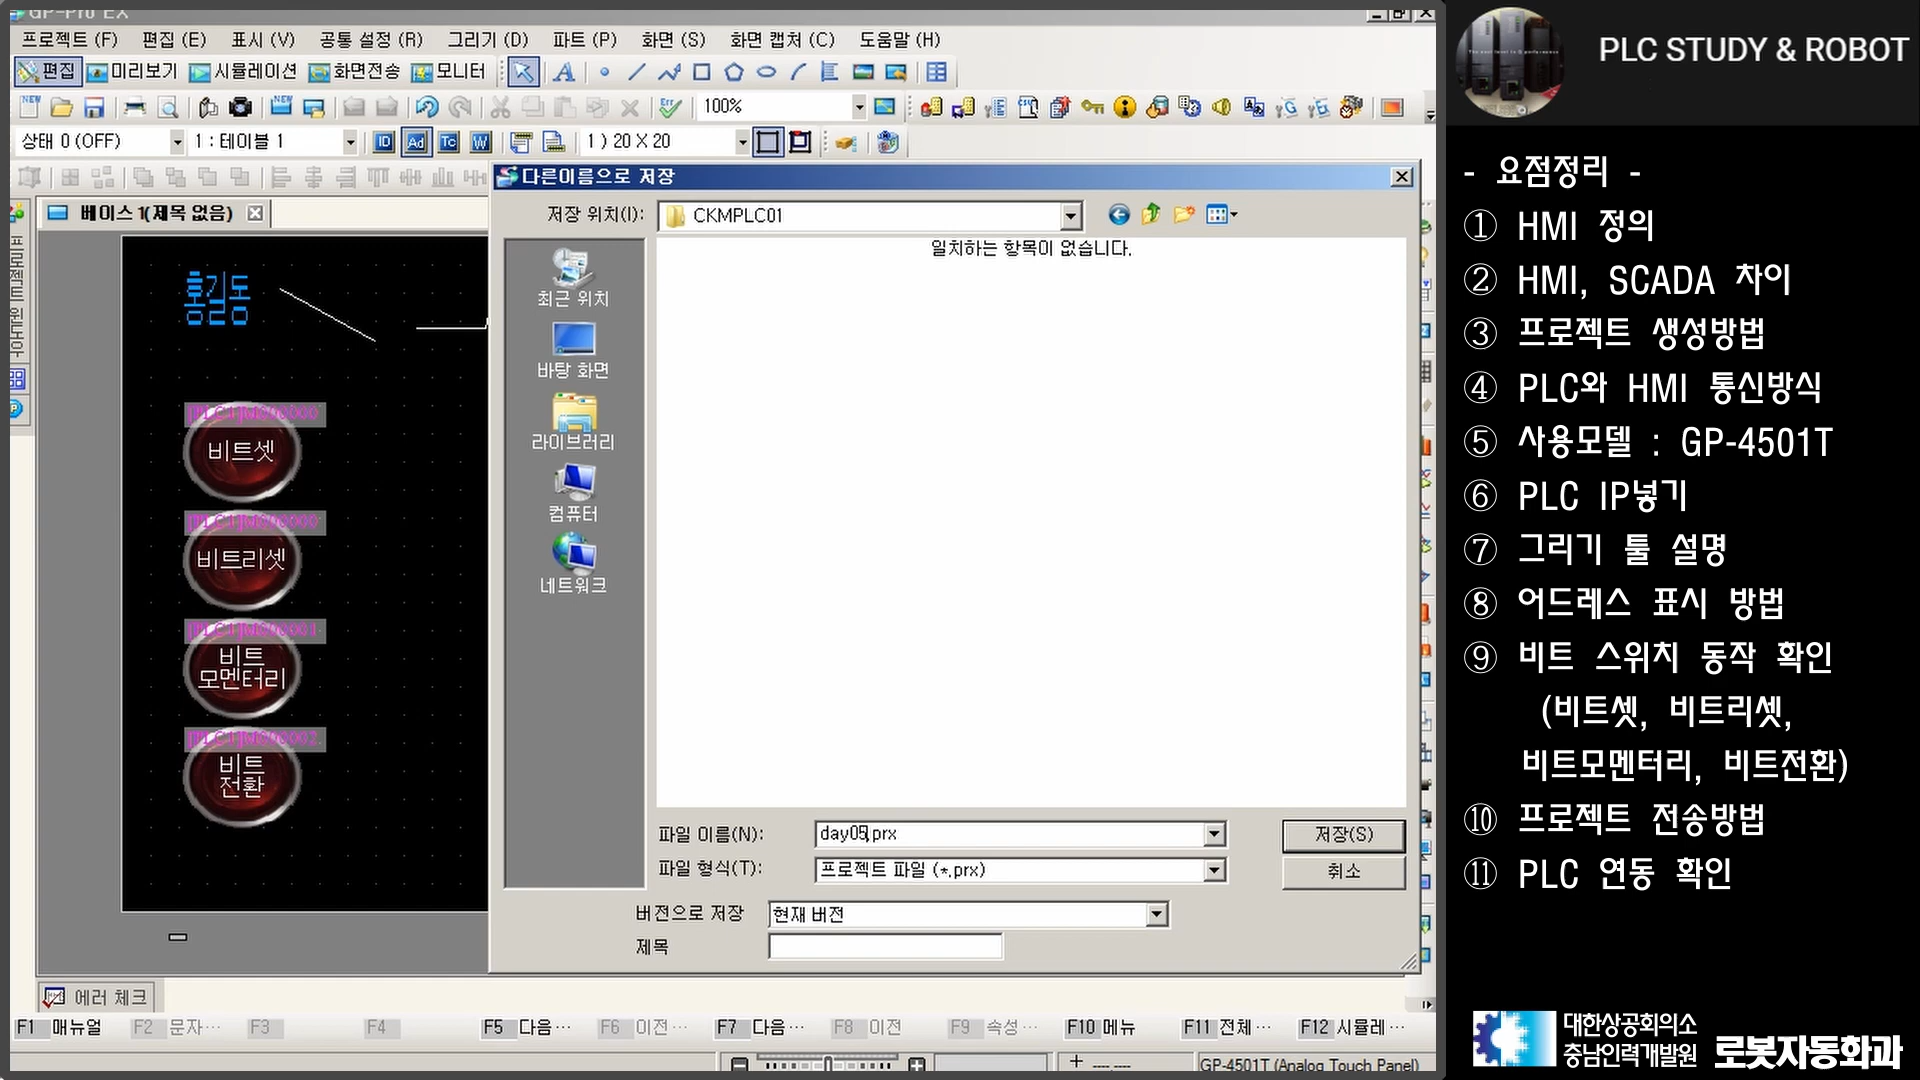 GP-Pro EX
프로젝트 (F) 편집 (E) 표시 (V) 공통 설정 (R) 그리기 (D) 파트 (P) 화면 (S) 화면 캡처 (C) 도움말 (H)
편집 미리보기 시뮬레이션 화면전송 모니터
100%
상태 0 (OFF) 1 : 테이블 1 ID Ad Tc W 1 ) 20 X 20
베이스 1(제목 없음)
프로젝트 윈도우
홍길동
비트셋
비트리셋
비트
모멘터리
비트
전환
다른이름으로 저장
저장 위치(I): CKMPLC01
일치하는 항목이 없습니다.
최근 위치
바탕 화면
라이브러리
컴퓨터
네트워크
파일 이름(N): day05.prx 저장(S)
파일 형식(T): 프로젝트 파일 (*.prx) 취소
버전으로 저장 현재 버전
제목
에러 체크
F1 매뉴얼 F2 문자… F3 F4 F5 다음… F6 이전… F7 다음… F8 이전 F9 속성… F10 메뉴 F11 전체… F12 시뮬레…
GP-4501T (Analog Touch Panel)
PLC STUDY & ROBOT
- 요점정리 -
① HMI 정의
② HMI, SCADA 차이
③ 프로젝트 생성방법
④ PLC와 HMI 통신방식
⑤ 사용모델 : GP-4501T
⑥ PLC IP넣기
⑦ 그리기 툴 설명
⑧ 어드레스 표시 방법
⑨ 비트 스위치 동작 확인
(비트셋, 비트리셋,
비트모멘터리, 비트전환)
⑩ 프로젝트 전송방법
⑪ PLC 연동 확인
대한상공회의소
충남인력개발원 로봇자동화과